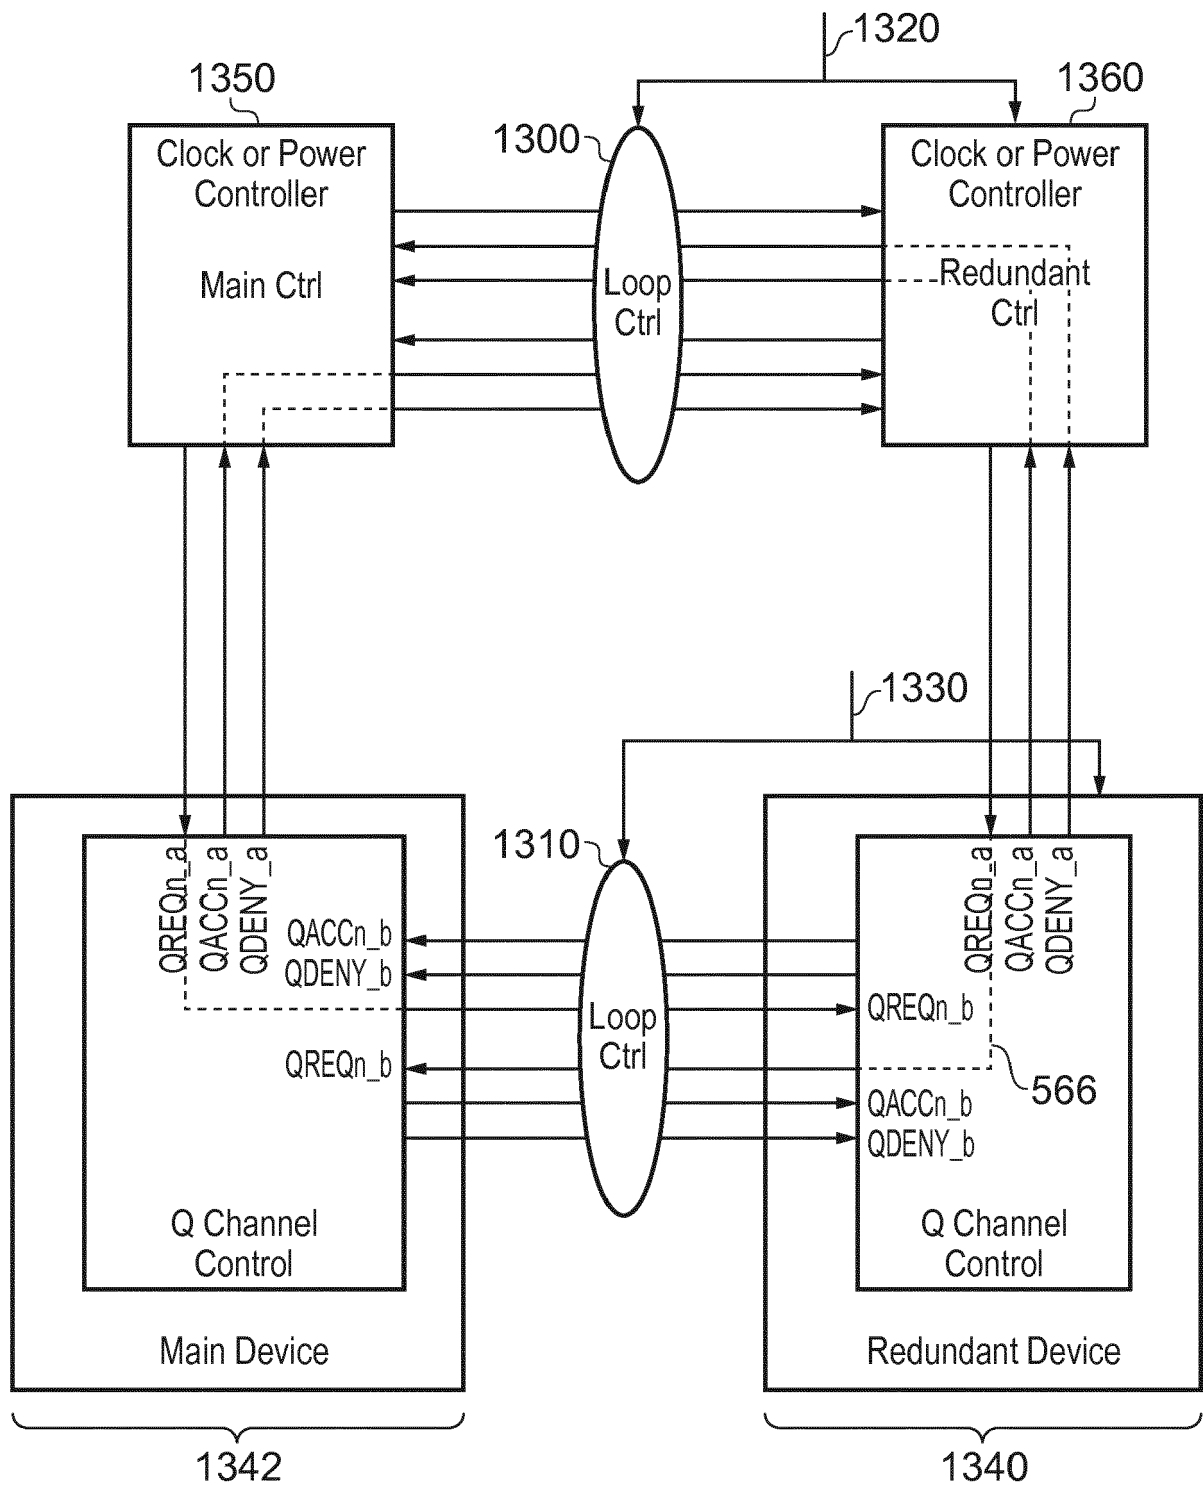 1320
1350
1360
1300
Clock or Power
Controller
Main Ctrl
Loop
Ctrl
Clock or Power
Controller
Redundant
Ctrl
1330
1310
QREQn_a
QACCn_a
QDENY_a
QACCn_b
QDENY_b
QREQn_b
Q Channel
Control
Main Device
Loop
Ctrl
QREQn_a
QACCn_a
QDENY_a
QREQn_b
566
QACCn_b
QDENY_b
Q Channel
Control
Redundant Device
1342
1340